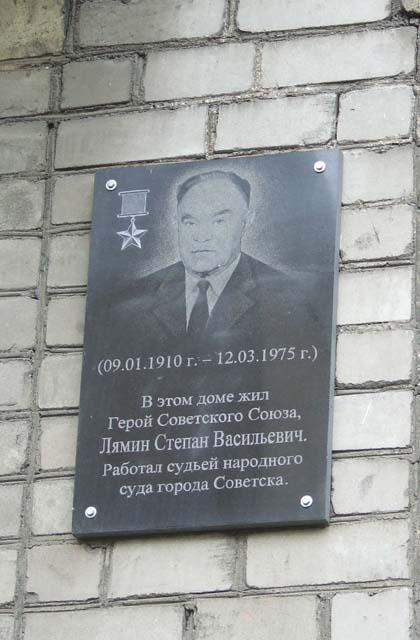 (09.01.1910 г. – 12.03.1975 г.)
В этом доме жил
Герой Советского Союза,
Лямин Степан Васильевич.
Работал судьей народного
суда города Советска.